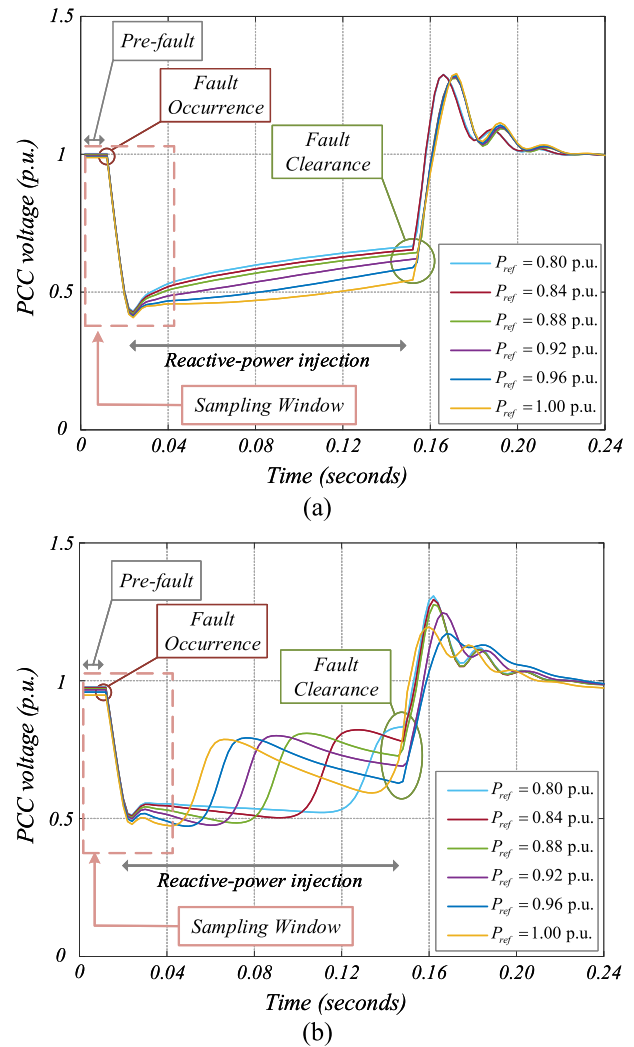 1.5
Pre-fault
Fault
Occurrence
Fault
Clearance
1
0.5
0
PCC voltage (p.u.)
P_ref = 0.80 p.u.
P_ref = 0.84 p.u.
P_ref = 0.88 p.u.
P_ref = 0.92 p.u.
P_ref = 0.96 p.u.
P_ref = 1.00 p.u.
Reactive-power injection
Sampling Window
0 0.04 0.08 0.12 0.16 0.20 0.24
Time (seconds)
(a)
1.5
Pre-fault
Fault
Occurrence
Fault
Clearance
1
0.5
0
PCC voltage (p.u.)
P_ref = 0.80 p.u.
P_ref = 0.84 p.u.
P_ref = 0.88 p.u.
P_ref = 0.92 p.u.
P_ref = 0.96 p.u.
P_ref = 1.00 p.u.
Reactive-power injection
Sampling Window
0 0.04 0.08 0.12 0.16 0.20 0.24
Time (seconds)
(b)